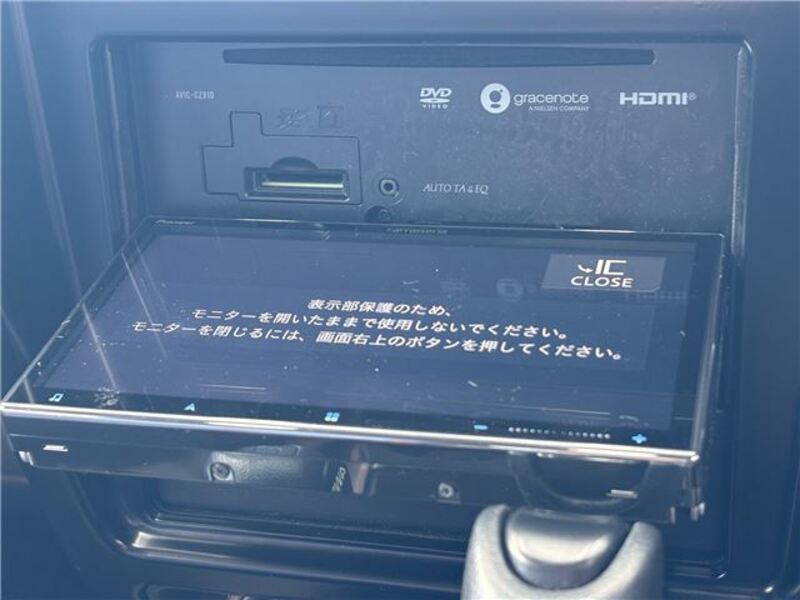 AVIC-CZ910
DVD
VIDEO
gracenote
A NIELSEN COMPANY
HDMI®
AUTO TA & EQ
Pioneer
carrozzeria
CLOSE
表示部保護のため、
モニターを開いたままで使用しないでください。
モニターを閉じるには、画面右上のボタンを押してください。